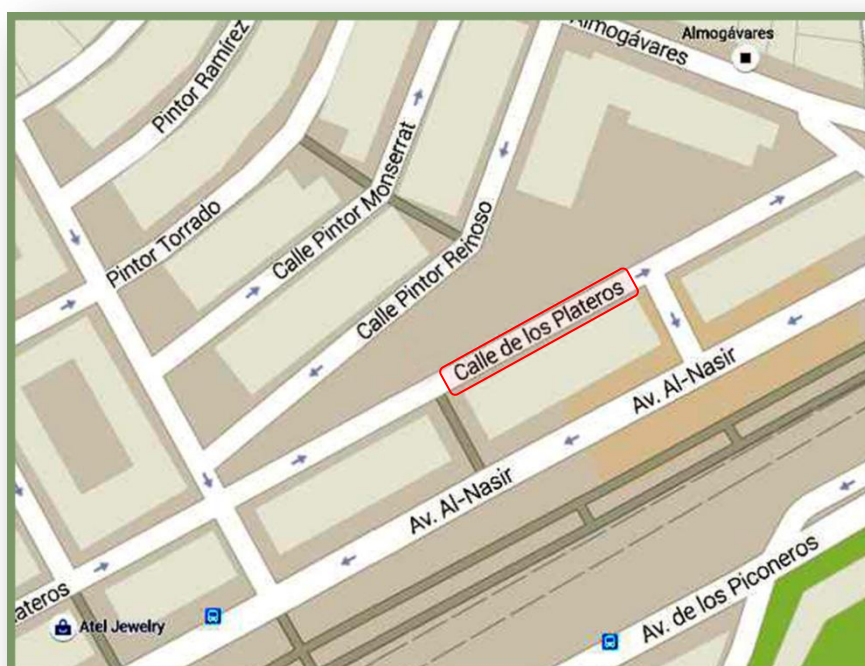 Almogávares
Almogávares
Pintor Ramírez
Pintor Torrado
Calle Pintor Monserrat
Calle Pintor Reinoso
Calle de los Plateros
Av. Al-Nasir
Av. Al-Nasir
Av. de los Piconeros
lateros
Atel Jewelry